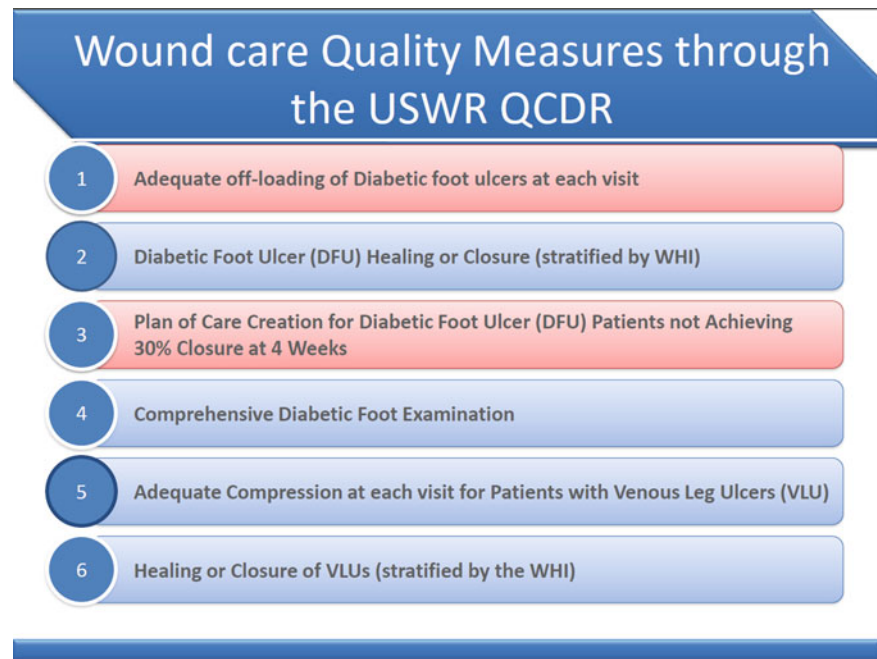 Wound care Quality Measures through
the USWR QCDR
1
Adequate off-loading of Diabetic foot ulcers at each visit
2
Diabetic Foot Ulcer (DFU) Healing or Closure (stratified by WHI)
3
Plan of Care Creation for Diabetic Foot Ulcer (DFU) Patients not Achieving
30% Closure at 4 Weeks
4
Comprehensive Diabetic Foot Examination
5
Adequate Compression at each visit for Patients with Venous Leg Ulcers (VLU)
6
Healing or Closure of VLUs (stratified by the WHI)